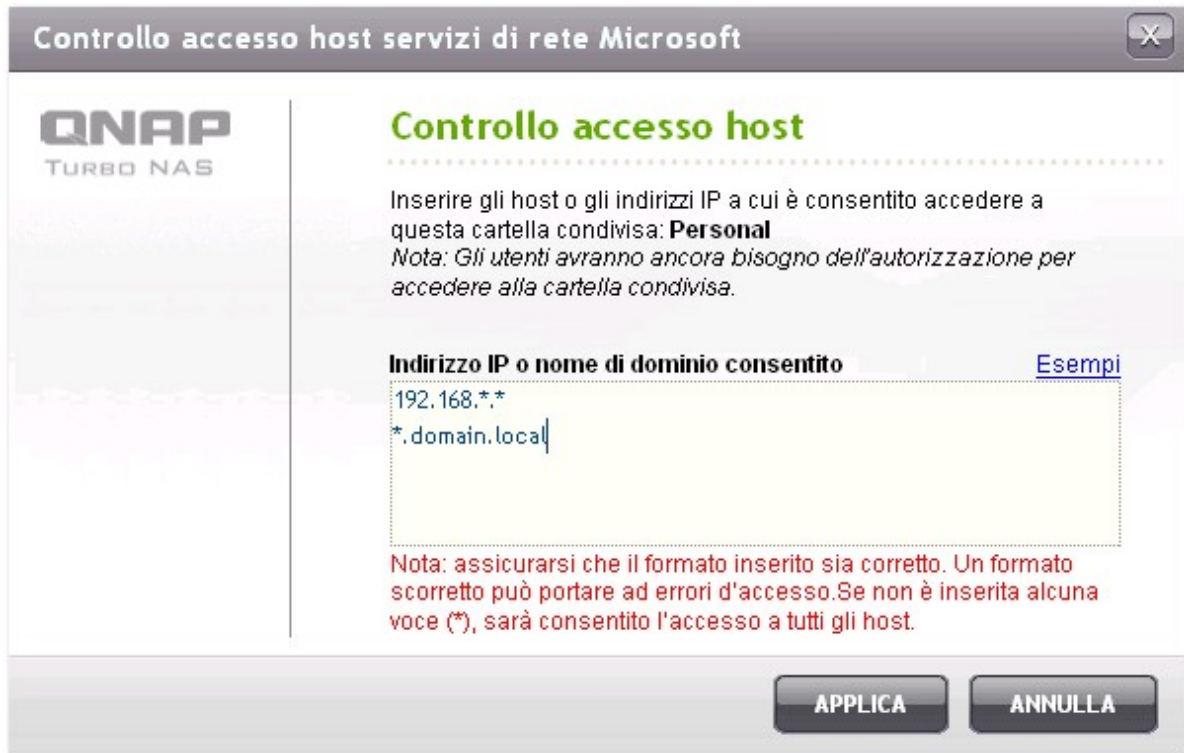 Controllo accesso host servizi di rete Microsoft
X
QNAP
TURBO NAS
Controllo accesso host
Inserire gli host o gli indirizzi IP a cui è consentito accedere a
questa cartella condivisa: Personal
Nota: Gli utenti avranno ancora bisogno dell'autorizzazione per
accedere alla cartella condivisa.
Indirizzo IP o nome di dominio consentito Esempi
192.168.*.*
*.domain.local
Nota: assicurarsi che il formato inserito sia corretto. Un formato
scorretto può portare ad errori d'accesso.Se non è inserita alcuna
voce (*), sarà consentito l'accesso a tutti gli host.
APPLICA ANNULLA